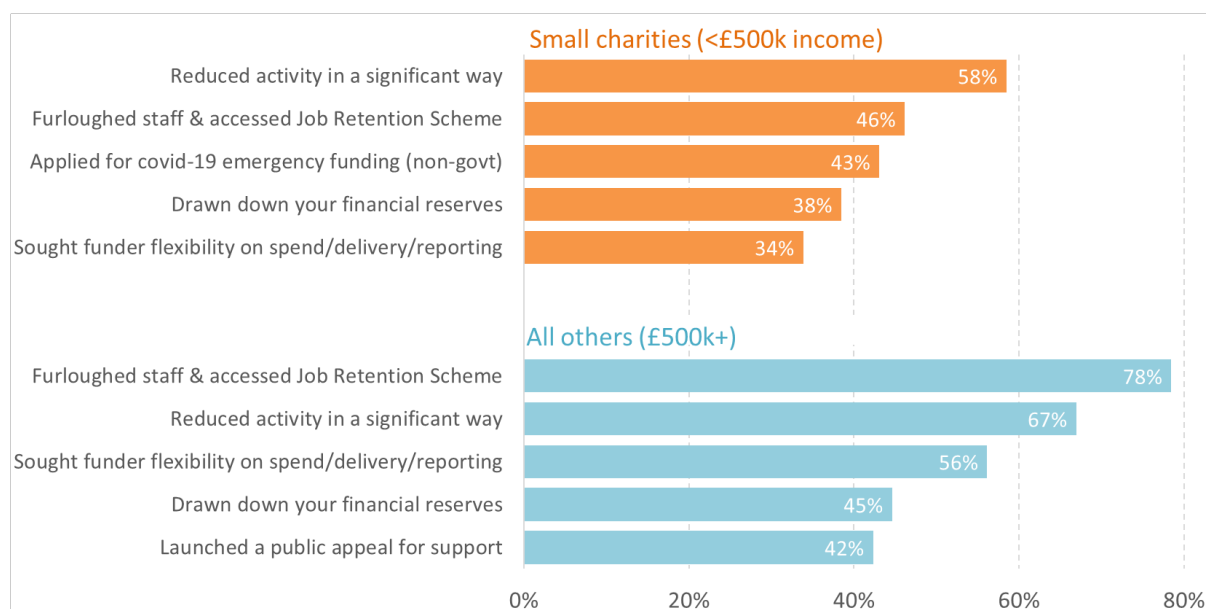 Small charities (<£500k income)
Reduced activity in a significant way 58%
Furloughed staff & accessed Job Retention Scheme 46%
Applied for covid-19 emergency funding (non-govt) 43%
Drawn down your financial reserves 38%
Sought funder flexibility on spend/delivery/reporting 34%
All others (£500k+)
Furloughed staff & accessed Job Retention Scheme 78%
Reduced activity in a significant way 67%
Sought funder flexibility on spend/delivery/reporting 56%
Drawn down your financial reserves 45%
Launched a public appeal for support 42%
0% 20% 40% 60% 80%